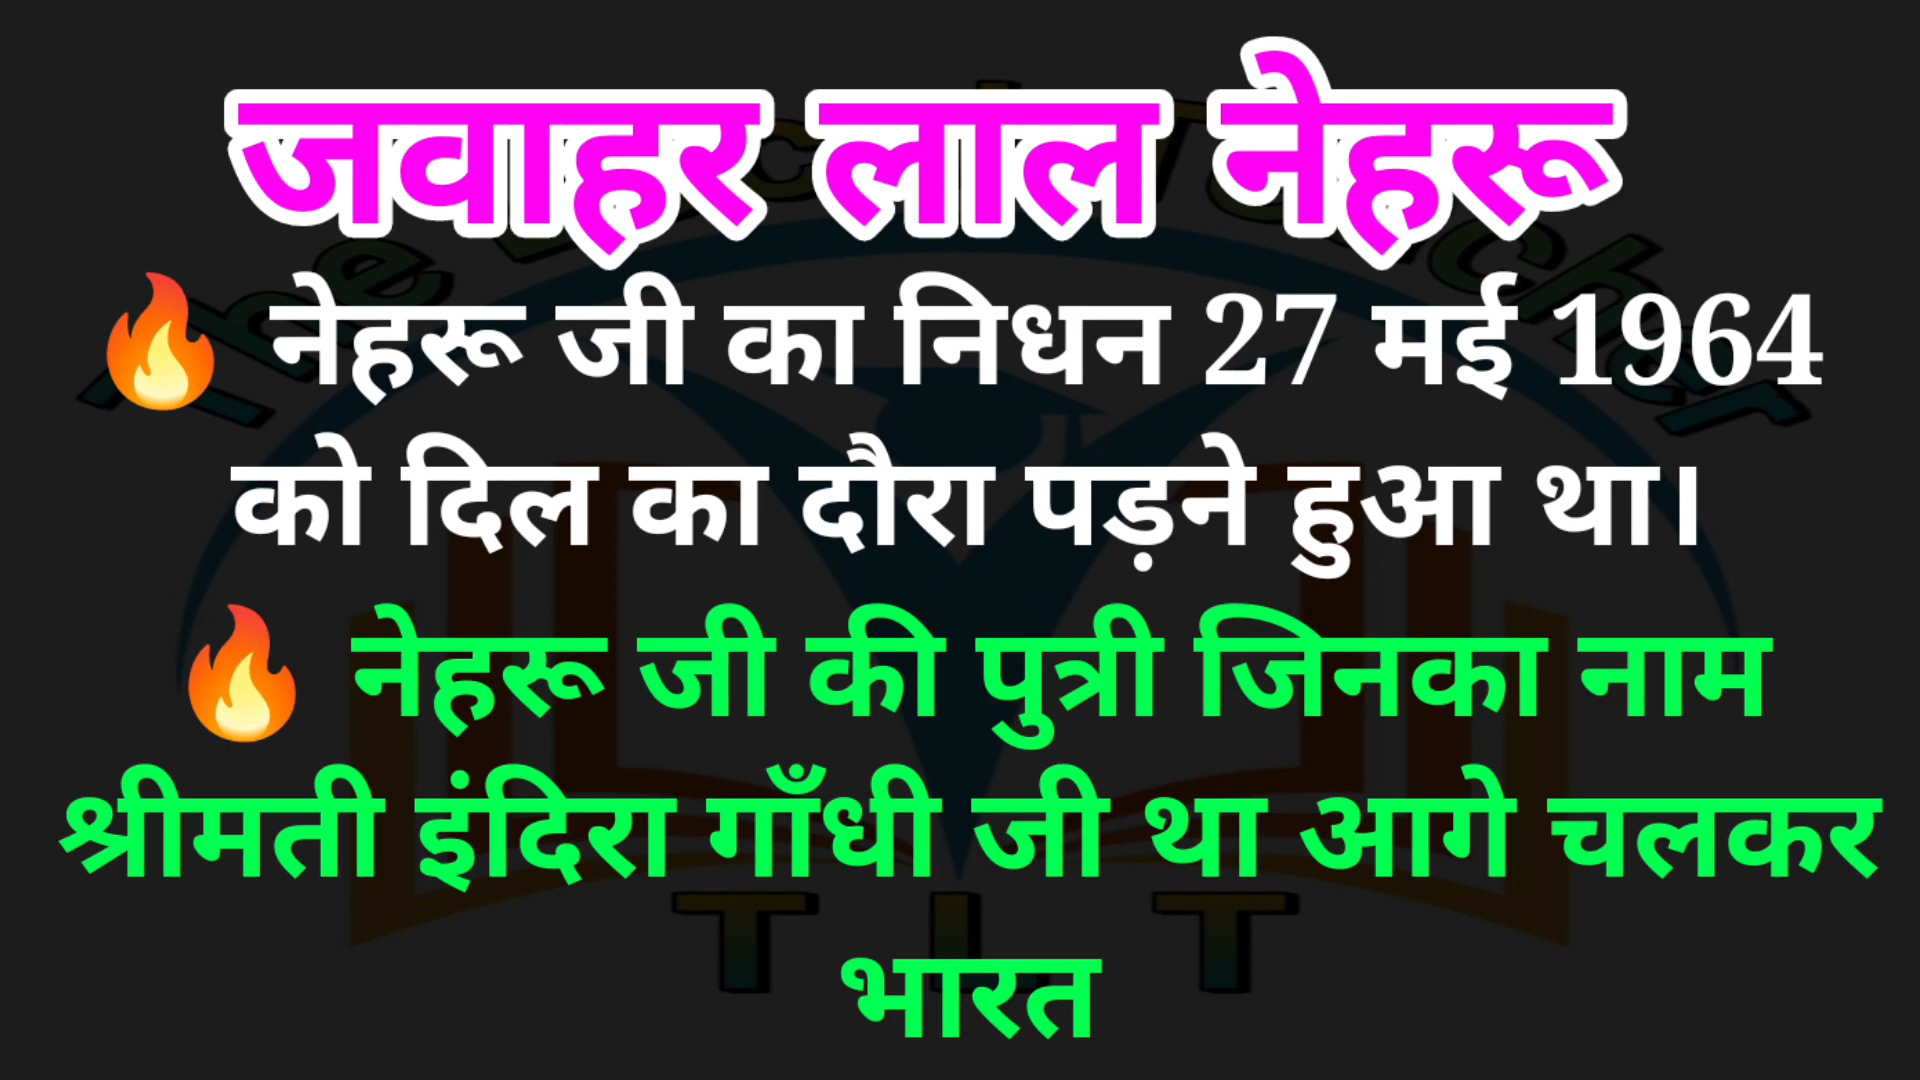 जवाहर लाल नेहरू
🔥 नेहरू जी का निधन 27 मई 1964
को दिल का दौरा पड़ने हुआ था।
🔥 नेहरू जी की पुत्री जिनका नाम
श्रीमती इंदिरा गाँधी जी था आगे चलकर
भारत
T L T